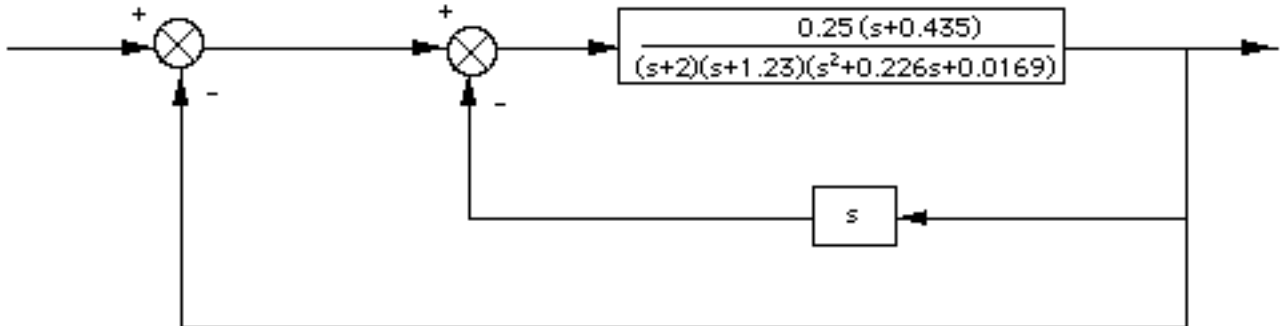 +
+
0.25 (s+0.435)
(s+2)(s+1.23)(s²+0.226s+0.0169)
-
-
s